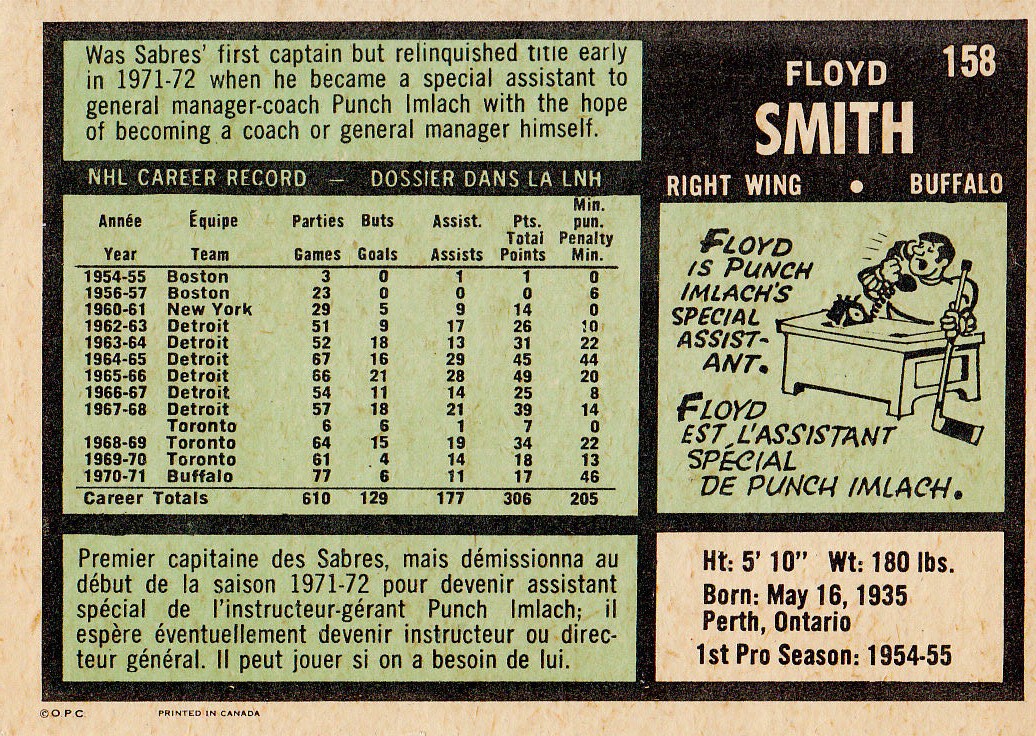 Was Sabres' first captain but relinquished title early
in 1971-72 when he became a special assistant to
general manager-coach Punch Imlach with the hope
of becoming a coach or general manager himself.
158
FLOYD
SMITH
RIGHT WING • BUFFALO
NHL CAREER RECORD — DOSSIER DANS LA LNH
Année Équipe Parties Buts Assist. Pts. Min. pun.
Year Team Games Goals Assists Total Points Penalty Min.
1954-55 Boston 3 0 1 1 0
1956-57 Boston 23 0 0 0 6
1960-61 New York 29 5 9 14 0
1962-63 Detroit 51 9 17 26 10
1963-64 Detroit 52 18 13 31 22
1964-65 Detroit 67 16 29 45 44
1965-66 Detroit 66 21 28 49 20
1966-67 Detroit 54 11 14 25 8
1967-68 Detroit 57 18 21 39 14
Toronto 6 6 1 7 0
1968-69 Toronto 64 15 19 34 22
1969-70 Toronto 61 4 14 18 13
1970-71 Buffalo 77 6 11 17 46
Career Totals 610 129 177 306 205
FLOYD
IS PUNCH
IMLACH'S
SPECIAL
ASSIST-
ANT.
FLOYD
EST L'ASSISTANT
SPÉCIAL
DE PUNCH IMLACH.
Premier capitaine des Sabres, mais démissionna au
début de la saison 1971-72 pour devenir assistant
spécial de l'instructeur-gérant Punch Imlach; il
espère éventuellement devenir instructeur ou direc-
teur général. Il peut jouer si on a besoin de lui.
Ht: 5' 10" Wt: 180 lbs.
Born: May 16, 1935
Perth, Ontario
1st Pro Season: 1954-55
© O.P.C. PRINTED IN CANADA